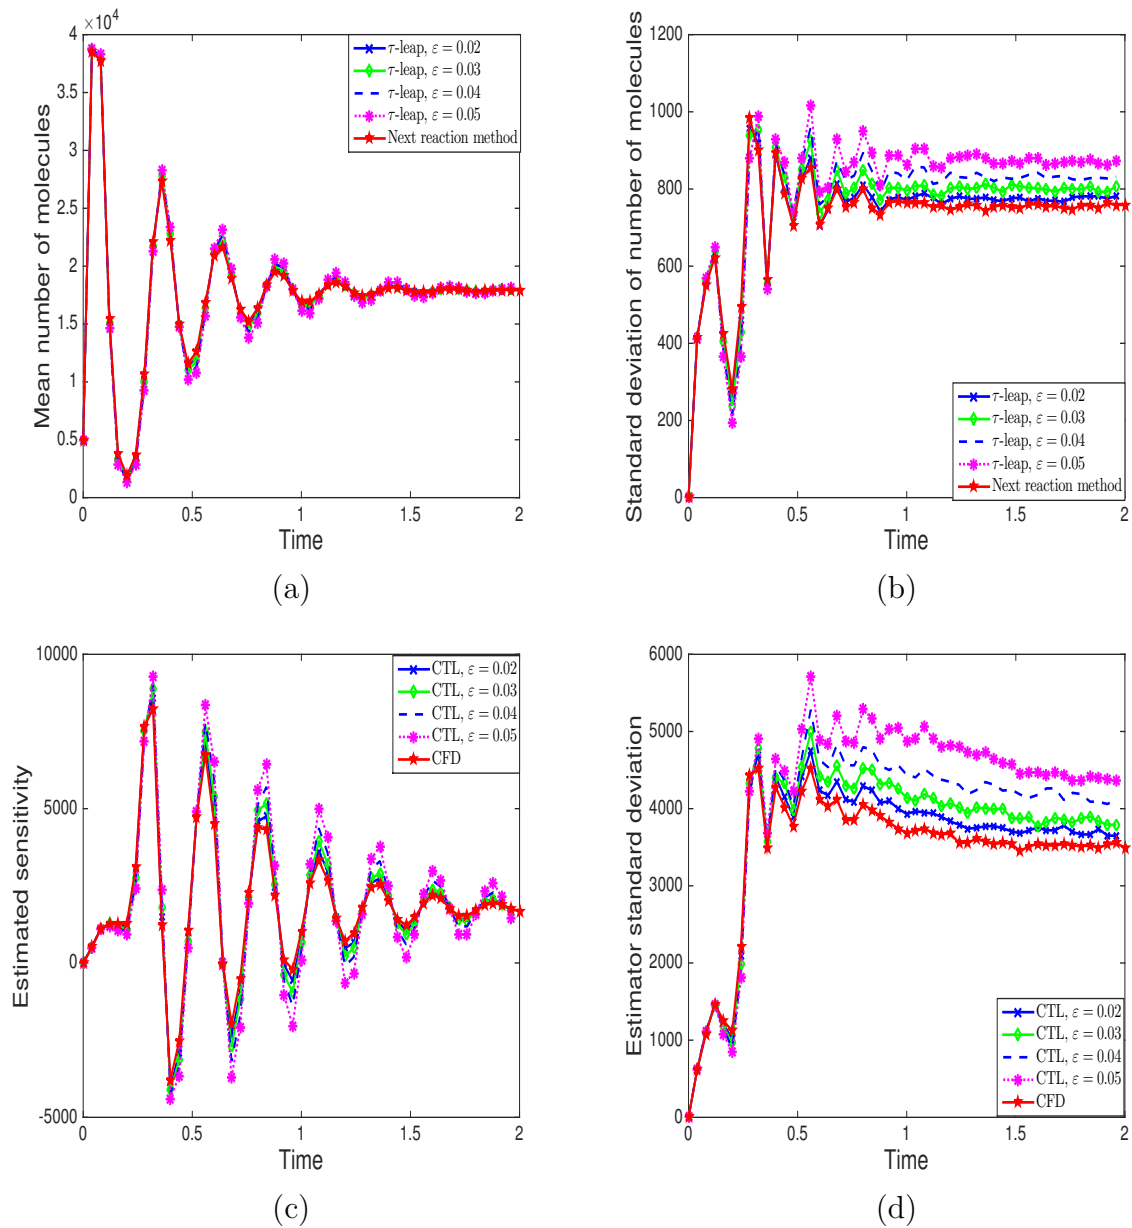 ×10⁴
4
3.5
3
2.5
2
1.5
1
0.5
0
0
0.5
1
1.5
2
Mean number of molecules
Time
τ-leap, ε = 0.02
τ-leap, ε = 0.03
τ-leap, ε = 0.04
τ-leap, ε = 0.05
Next reaction method
(a)
1200
1000
800
600
400
200
0
0
0.5
1
1.5
2
Standard deviation of number of molecules
Time
τ-leap, ε = 0.02
τ-leap, ε = 0.03
τ-leap, ε = 0.04
τ-leap, ε = 0.05
Next reaction method
(b)
10000
5000
0
-5000
0
0.5
1
1.5
2
Estimated sensitivity
Time
CTL, ε = 0.02
CTL, ε = 0.03
CTL, ε = 0.04
CTL, ε = 0.05
CFD
(c)
6000
5000
4000
3000
2000
1000
0
0
0.5
1
1.5
2
Estimator standard deviation
Time
CTL, ε = 0.02
CTL, ε = 0.03
CTL, ε = 0.04
CTL, ε = 0.05
CFD
(d)